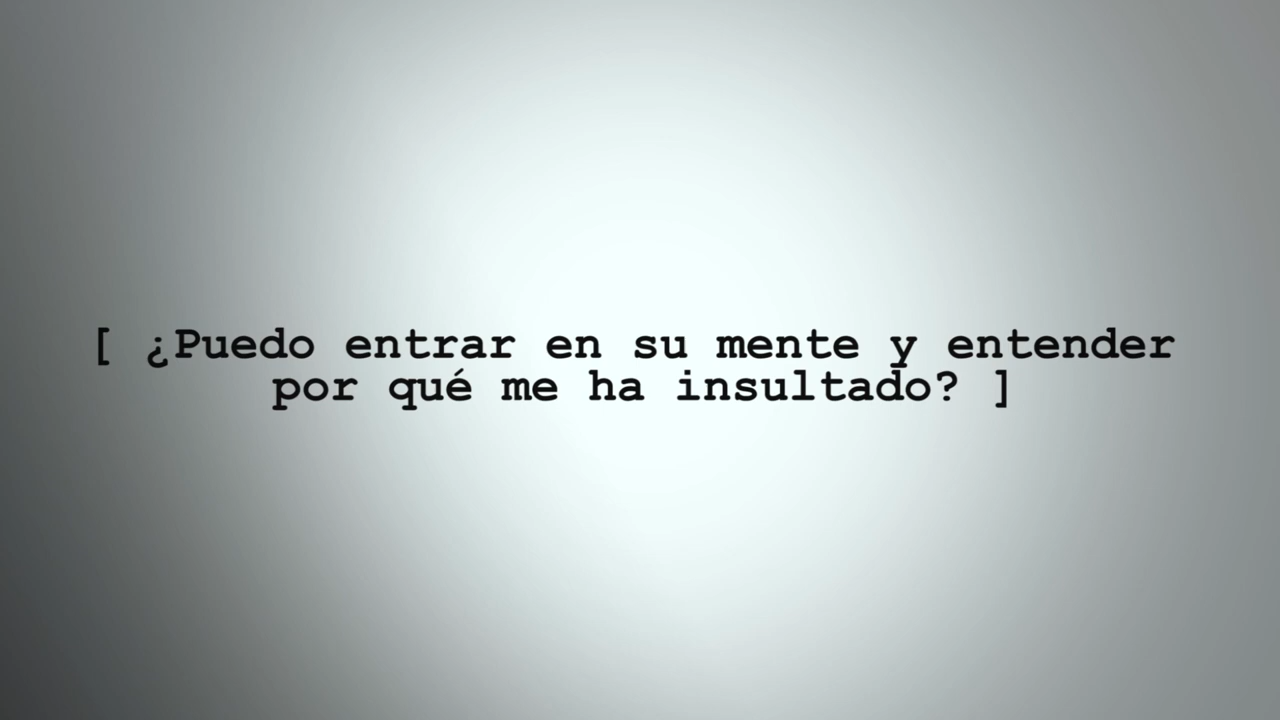 [ ¿Puedo entrar en su mente y entender
por qué me ha insultado? ]